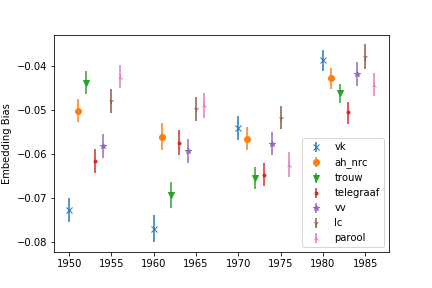 Embedding Bias
−0.04
−0.05
−0.06
−0.07
−0.08
1950 1955 1960 1965 1970 1975 1980 1985
vk
ah_nrc
trouw
telegraaf
vv
lc
parool